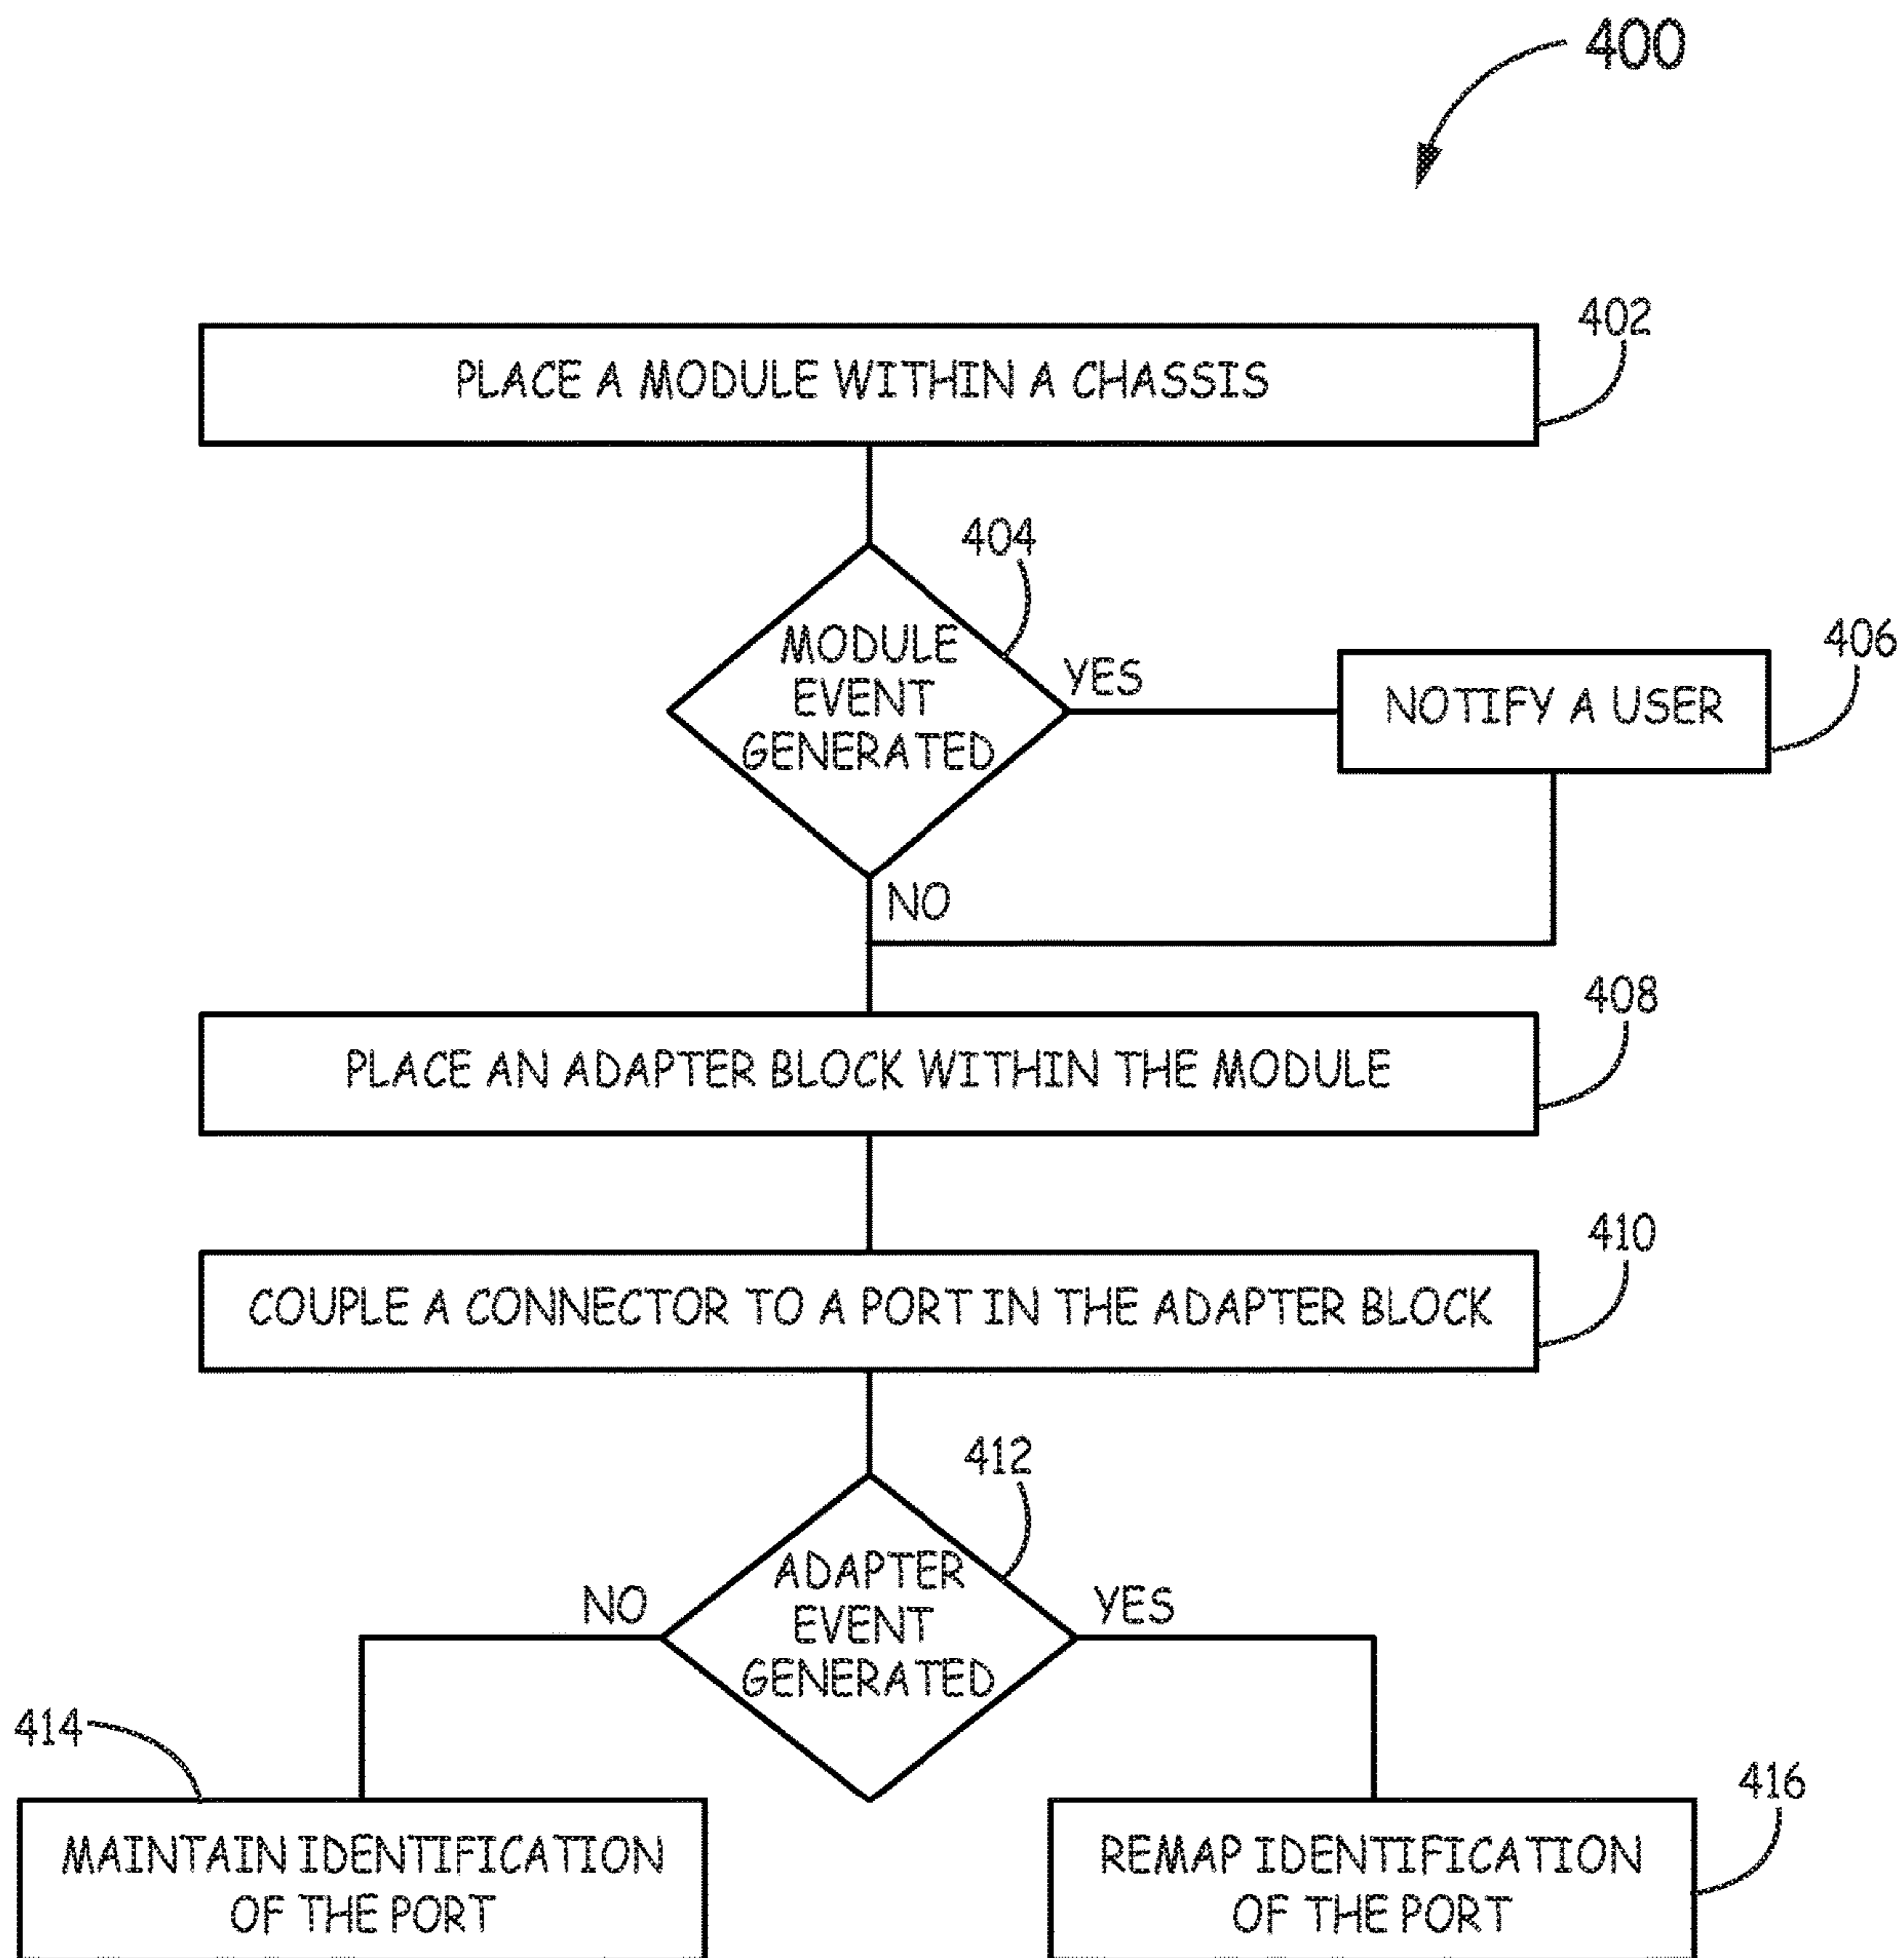 400
402
PLACE A MODULE WITHIN A CHASSIS
404
MODULE
EVENT
GENERATED
YES
406
NOTIFY A USER
NO
408
PLACE AN ADAPTER BLOCK WITHIN THE MODULE
410
COUPLE A CONNECTOR TO A PORT IN THE ADAPTER BLOCK
412
ADAPTER
EVENT
GENERATED
NO
YES
414
MAINTAIN IDENTIFICATION
OF THE PORT
416
REMAP IDENTIFICATION
OF THE PORT